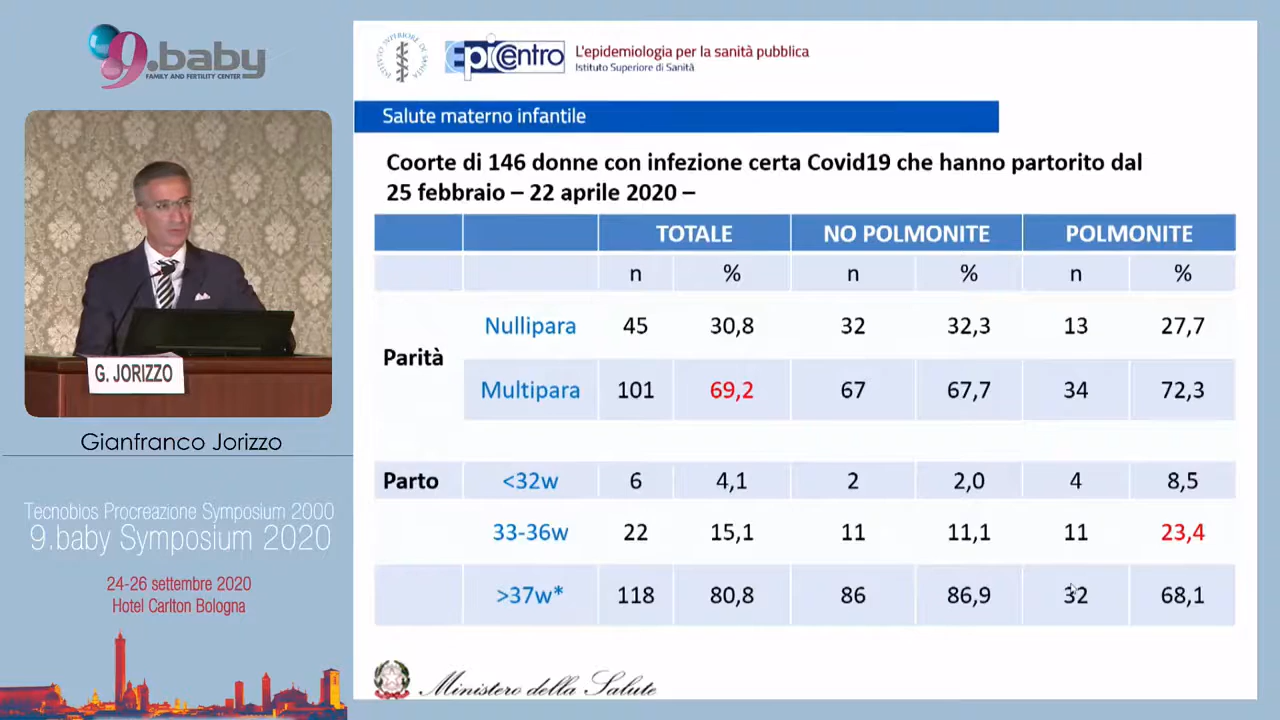 9.baby
FAMILY AND FERTILITY CENTER
G. JORIZZO
Gianfranco Jorizzo
Tecnobios Procreazione Symposium 2000
9.baby Symposium 2020
24-26 settembre 2020
Hotel Carlton Bologna
ISTITUTO SUPERIORE DI SANITÀ
EpiCentro
L'epidemiologia per la sanità pubblica
Istituto Superiore di Sanità
Salute materno infantile
Coorte di 146 donne con infezione certa Covid19 che hanno partorito dal
25 febbraio – 22 aprile 2020 –
TOTALE NO POLMONITE POLMONITE
n % n % n %
Parità
Nullipara 45 30,8 32 32,3 13 27,7
Multipara 101 69,2 67 67,7 34 72,3
Parto <32w 6 4,1 2 2,0 4 8,5
33-36w 22 15,1 11 11,1 11 23,4
>37w* 118 80,8 86 86,9 32 68,1
Ministero della Salute